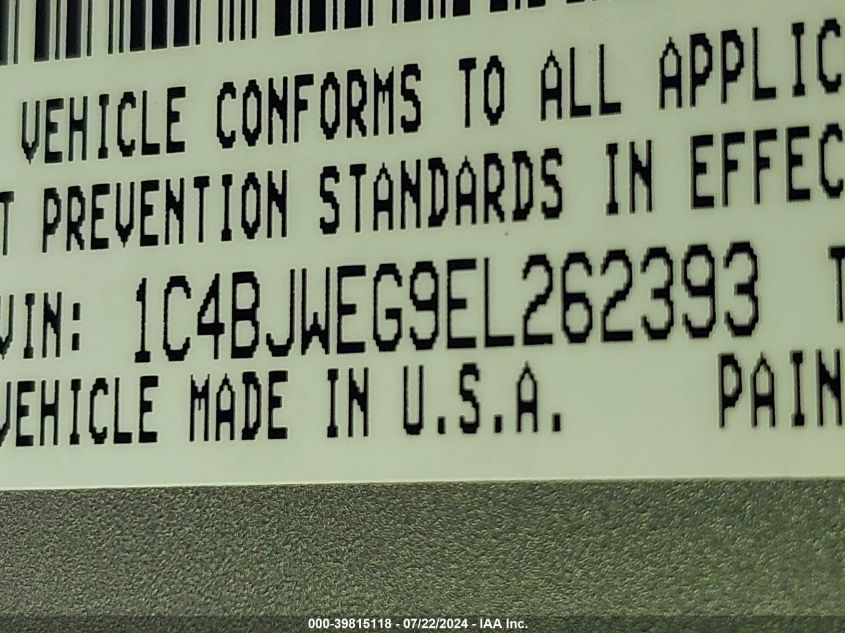 VEHICLE CONFORMS TO ALL APPLIC
T PREVENTION STANDARDS IN EFFEC
VIN: 1C4BJWEG9EL262393 T
VEHICLE MADE IN U.S.A. PAIN
000-39815118 - 07/22/2024 - IAA Inc.